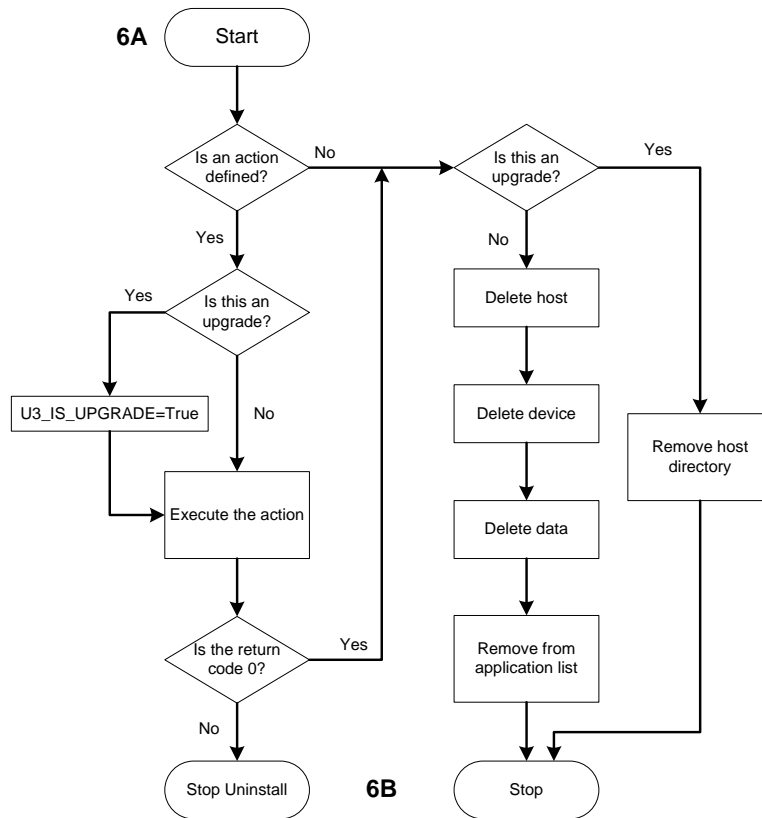 6A
Start
Is an action
defined?
No
Is this an
upgrade?
Yes
Yes
No
Yes
Is this an
upgrade?
Delete host
U3_IS_UPGRADE=True
No
Delete device
Remove host
directory
Execute the action
Delete data
Is the return
code 0?
Yes
Remove from
application list
No
Stop Uninstall
6B
Stop